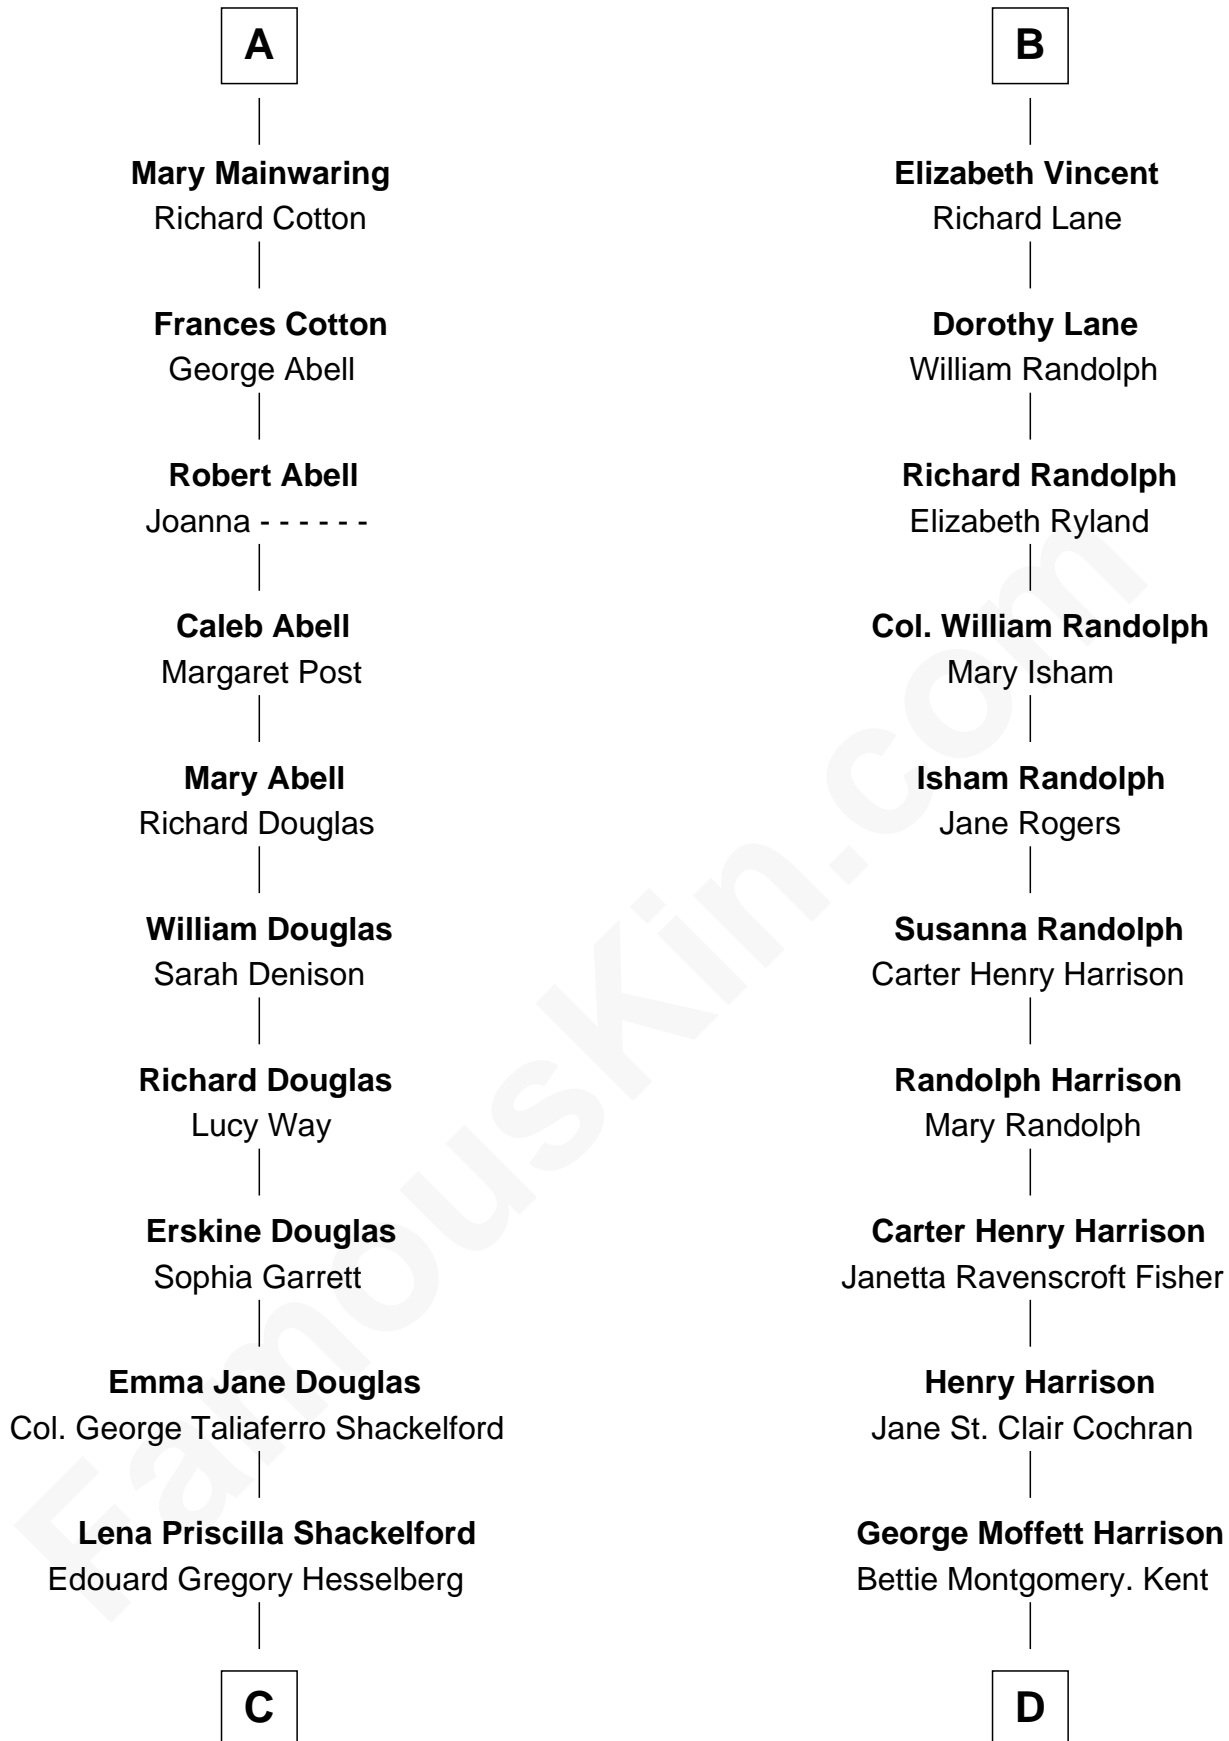 A
Mary Mainwaring
Richard Cotton
Frances Cotton
George Abell
Robert Abell
Joanna - - - - - -
Caleb Abell
Margaret Post
Mary Abell
Richard Douglas
William Douglas
Sarah Denison
Richard Douglas
Lucy Way
Erskine Douglas
Sophia Garrett
Emma Jane Douglas
Col. George Taliaferro Shackelford
Lena Priscilla Shackelford
Edouard Gregory Hesselberg
C
B
Elizabeth Vincent
Richard Lane
Dorothy Lane
William Randolph
Richard Randolph
Elizabeth Ryland
Col. William Randolph
Mary Isham
Isham Randolph
Jane Rogers
Susanna Randolph
Carter Henry Harrison
Randolph Harrison
Mary Randolph
Carter Henry Harrison
Janetta Ravenscroft Fisher
Henry Harrison
Jane St. Clair Cochran
George Moffett Harrison
Bettie Montgomery. Kent
D
FamousKin.com